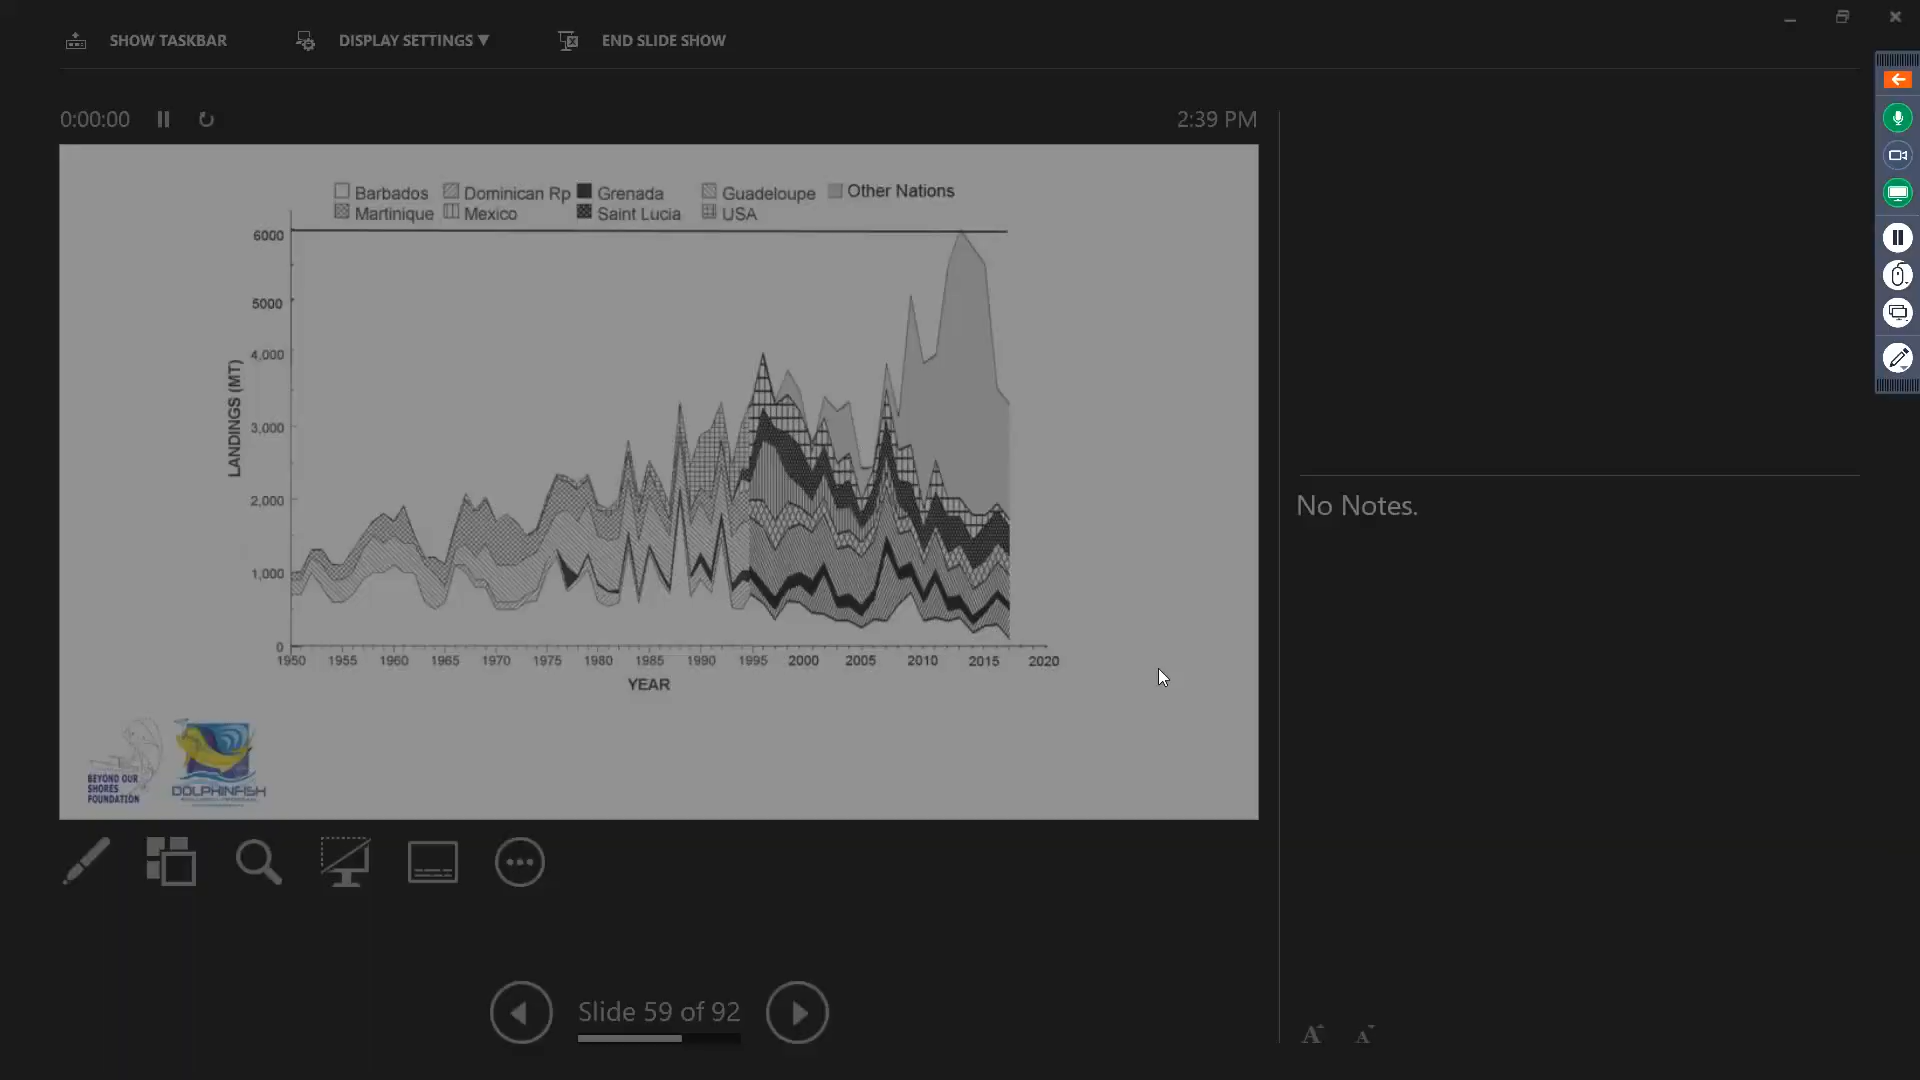 SHOW TASKBAR
DISPLAY SETTINGS ▼
END SLIDE SHOW
0:00:00
2:39 PM
Barbados Dominican Rp Grenada Guadeloupe Other Nations
Martinique Mexico Saint Lucia USA
6000
5000
4,000
3,000
2,000
1,000
0
LANDINGS (MT)
1950 1955 1960 1965 1970 1975 1980 1985 1990 1995 2000 2005 2010 2015 2020
YEAR
BEYOND OUR
SHORES
FOUNDATION
DOLPHINFISH
No Notes.
Slide 59 of 92
A A